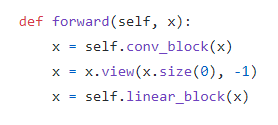 def forward(self, x):
    x = self.conv_block(x)
    x = x.view(x.size(0), -1)
    x = self.linear_block(x)